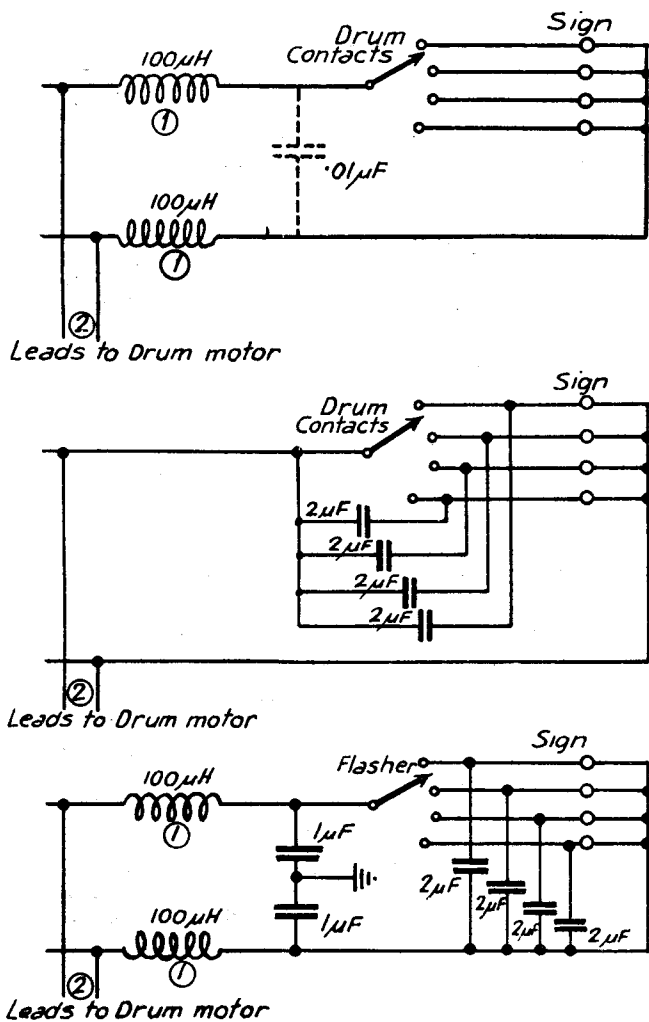 Sign
Drum
Contacts
100µH
①
·01µF
100µH
①
②
Leads to Drum motor
Sign
Drum
Contacts
2µF
2µF
2µF
2µF
②
Leads to Drum motor
Sign
Flasher
100µH
①
1µF
1µF
2µF
2µF
2µF
2µF
100µH
①
②
Leads to Drum motor